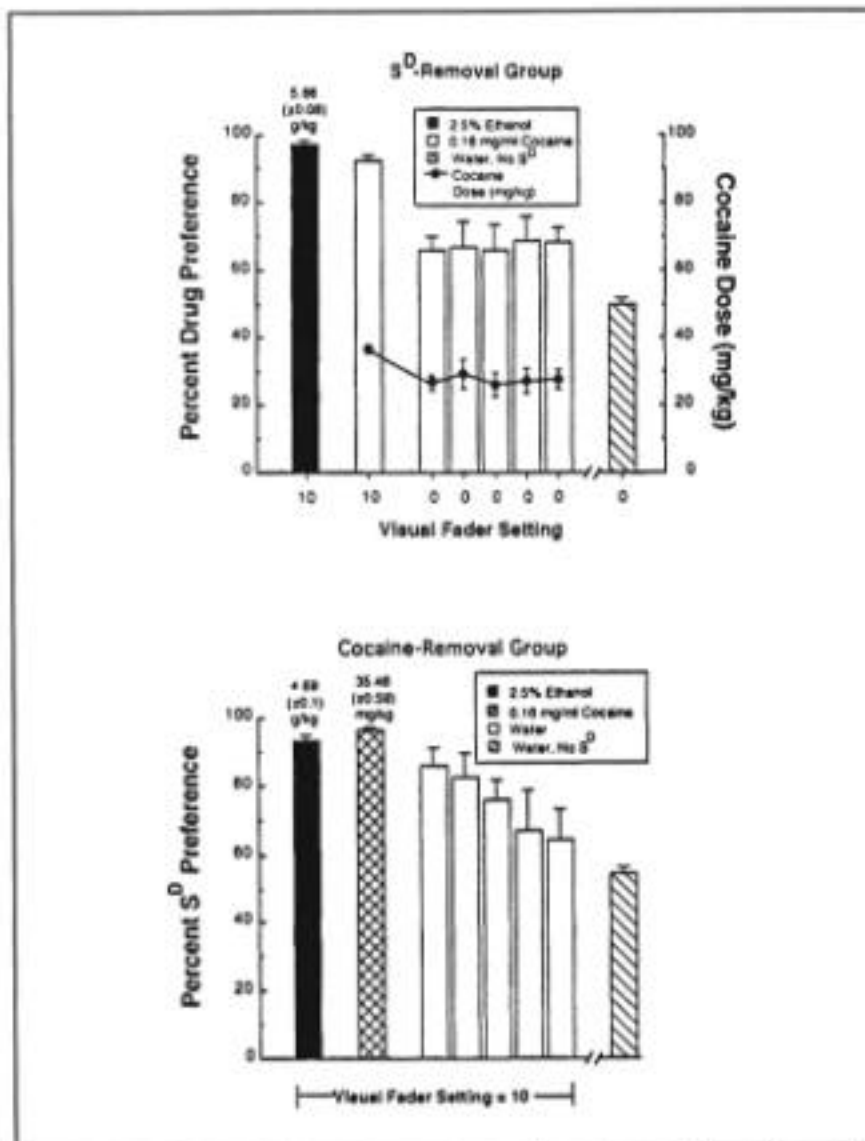 S^D-Removal Group
5.66
(±0.08)
g/kg
2.5% Ethanol
0.16 mg/ml Cocaine
Water, No S^D
Cocaine
Dose (mg/kg)
100
80
60
40
20
0
100
80
60
40
20
0
Percent Drug Preference
Cocaine Dose (mg/kg)
10 10 0 0 0 0 0 0
Visual Fader Setting
Cocaine-Removal Group
4.69
(±0.1)
g/kg
35.46
(±0.59)
mg/kg
2.5% Ethanol
0.16 mg/ml Cocaine
Water
Water, No S^D
100
80
60
40
20
0
Percent S^D Preference
Visual Fader Setting = 10